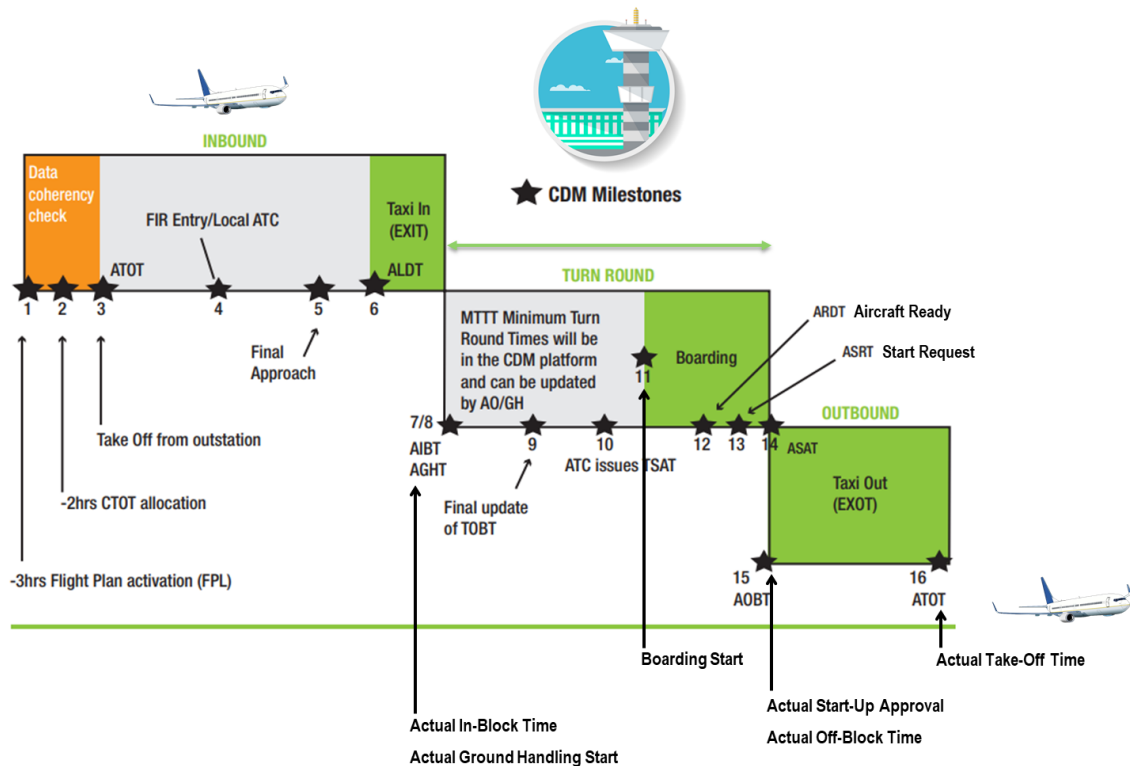 INBOUND
Data
coherency
check
FIR Entry/Local ATC
Taxi In
(EXIT)
CDM Milestones
ATOT
ALDT
1
2
3
4
5
6
TURN ROUND
MTTT Minimum Turn
Round Times will be
in the CDM platform
and can be updated
by AO/GH
Boarding
ARDT Aircraft Ready
ASRT Start Request
Final
Approach
11
OUTBOUND
7/8
9
10
12
13
14
AIBT
AGHT
ATC issues TSAT
ASAT
Take Off from outstation
Final update
of TOBT
Taxi Out
(EXOT)
-2hrs CTOT allocation
-3hrs Flight Plan activation (FPL)
15
AOBT
16
ATOT
Boarding Start
Actual Take-Off Time
Actual In-Block Time
Actual Ground Handling Start
Actual Start-Up Approval
Actual Off-Block Time